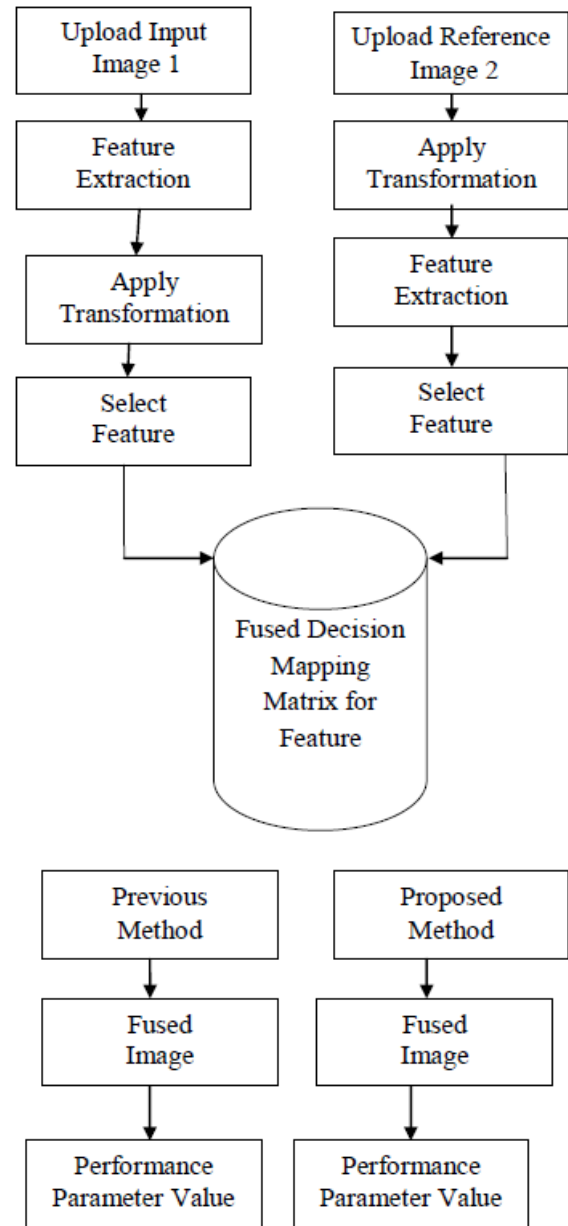 Upload Input
Image 1
Upload Reference
Image 2
Feature
Extraction
Apply
Transformation
Apply
Transformation
Feature
Extraction
Select
Feature
Select
Feature
Fused Decision
Mapping
Matrix for
Feature
Previous
Method
Proposed
Method
Fused
Image
Fused
Image
Performance
Parameter Value
Performance
Parameter Value